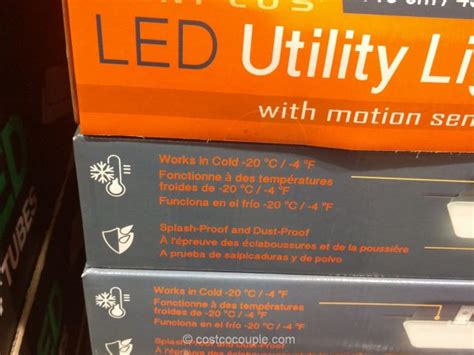 LED Utility
with motion
Works in Cold -20 °C / -4 °F
Fonctionne à des températures
froides de -20 °C / -4 °F
Funciona en el frío -20 °C / -4 °F
Splash-Proof and Dust-Proof
À l'épreuve des éclaboussures et de la poussière
A prueba de salpicaduras y de polvo
Works in Cold -20 °C / -4 °F
Fonctionne à des températures
froides de -20 °C / -4 °F
Funciona en el frío -20 °C / -4 °F
TUBES
© costcocouple.com